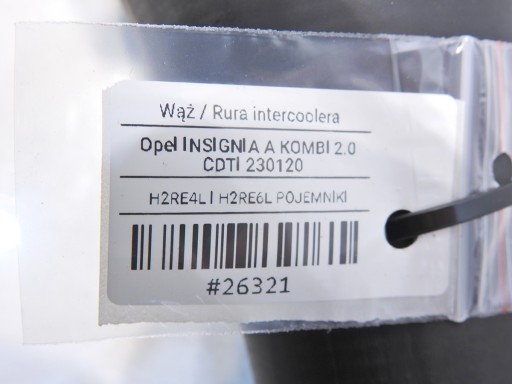 Wąż / Rura intercoolera
Opel INSIGNIA A KOMBI 2.0
CDTI 230120
H2RE4L I H2RE6L POJEMNIKI
#26321